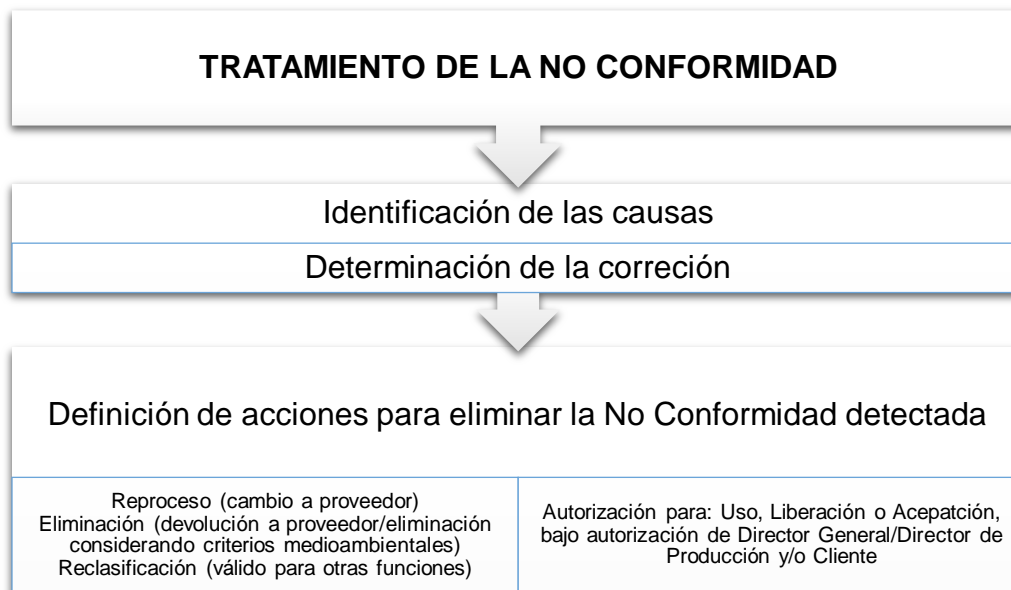 TRATAMIENTO DE LA NO CONFORMIDAD
Identificación de las causas
Determinación de la correción
Definición de acciones para eliminar la No Conformidad detectada
Reproceso (cambio a proveedor)
Eliminación (devolución a proveedor/eliminación
considerando criterios medioambientales)
Reclasificación (válido para otras funciones)
Autorización para: Uso, Liberación o Acepatción,
bajo autorización de Director General/Director de
Producción y/o Cliente